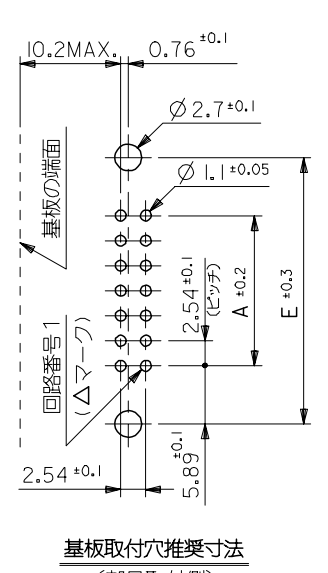 10.2MAX.
0.76 ±0.1
Ø 2.7 ±0.1
Ø 1.1 ±0.05
基板の端面
2.54 ±0.1
(ピッチ)
A ±0.2
E ±0.3
回路番号1
(△マーク)
2.54 ±0.1
5.89 ±0.1
基板取付穴推奨寸法